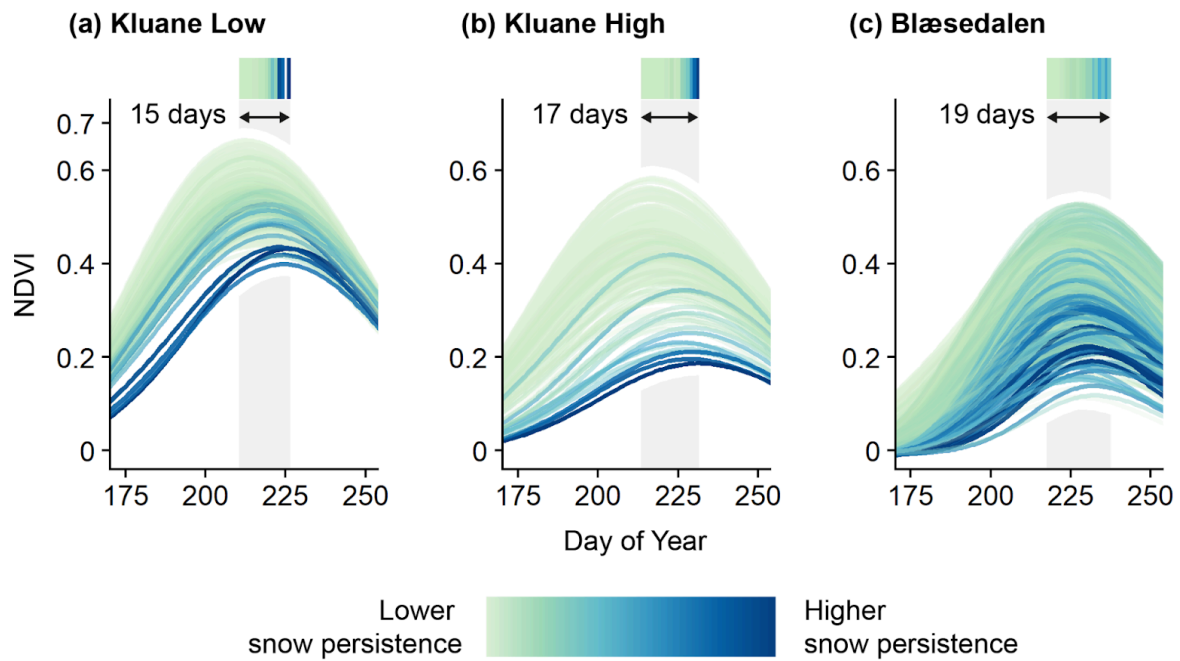 (a) Kluane Low
(b) Kluane High
(c) Blæsedalen
15 days
17 days
19 days
0.7
0.6
0.4
0.2
0
0.6
0.4
0.2
0
0.6
0.4
0.2
0
NDVI
175 200 225 250
175 200 225 250
175 200 225 250
Day of Year
Lower
snow persistence
Higher
snow persistence